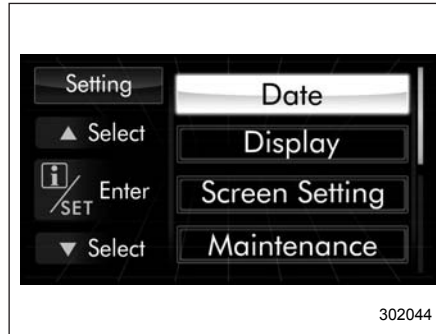 Setting
▲ Select
i/SET Enter
▼ Select
Date
Display
Screen Setting
Maintenance
302044